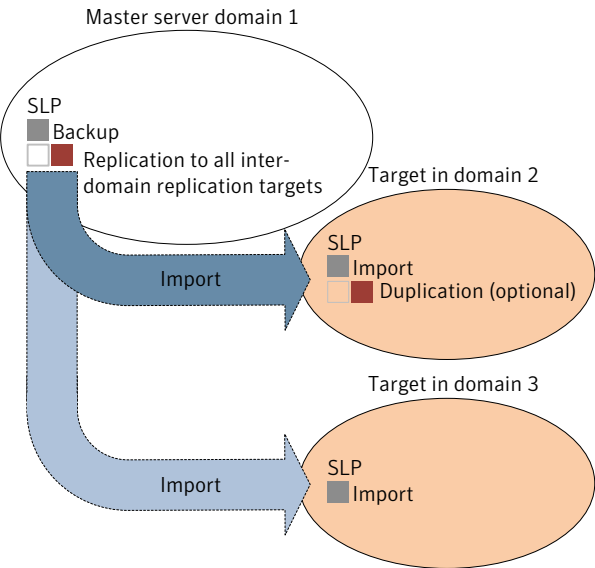 Master server domain 1
SLP
Backup
Replication to all inter-
domain replication targets
Target in domain 2
SLP
Import
Duplication (optional)
Import
Target in domain 3
SLP
Import
Import